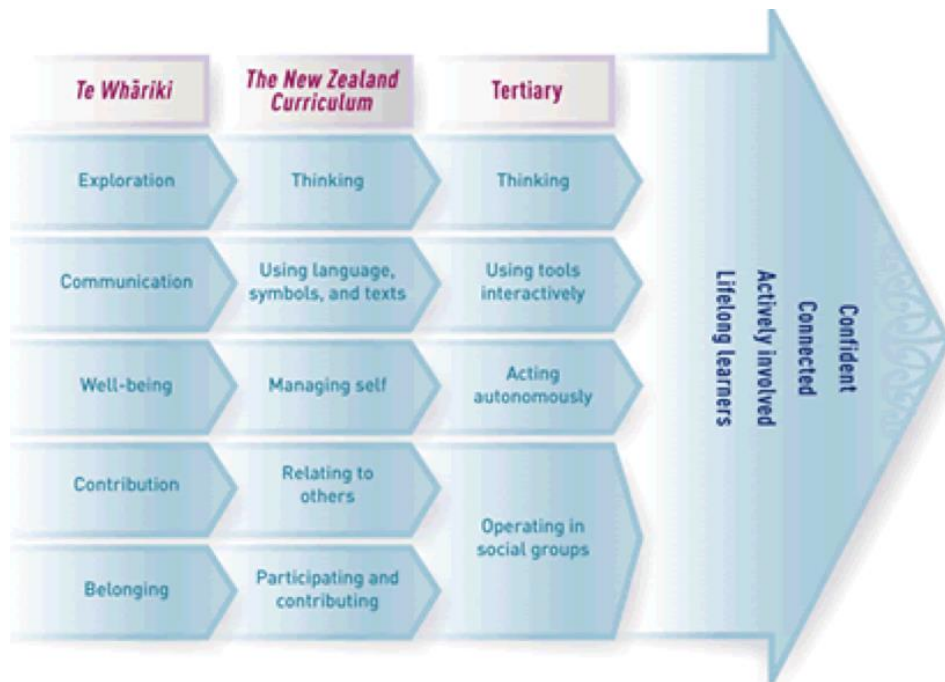 Te Whāriki
The New Zealand
Curriculum
Tertiary
Exploration
Thinking
Thinking
Communication
Using language,
symbols, and texts
Using tools
interactively
Well-being
Managing self
Acting
autonomously
Contribution
Relating to
others
Operating in
social groups
Belonging
Participating and
contributing
Confident
Connected
Actively involved
Lifelong learners